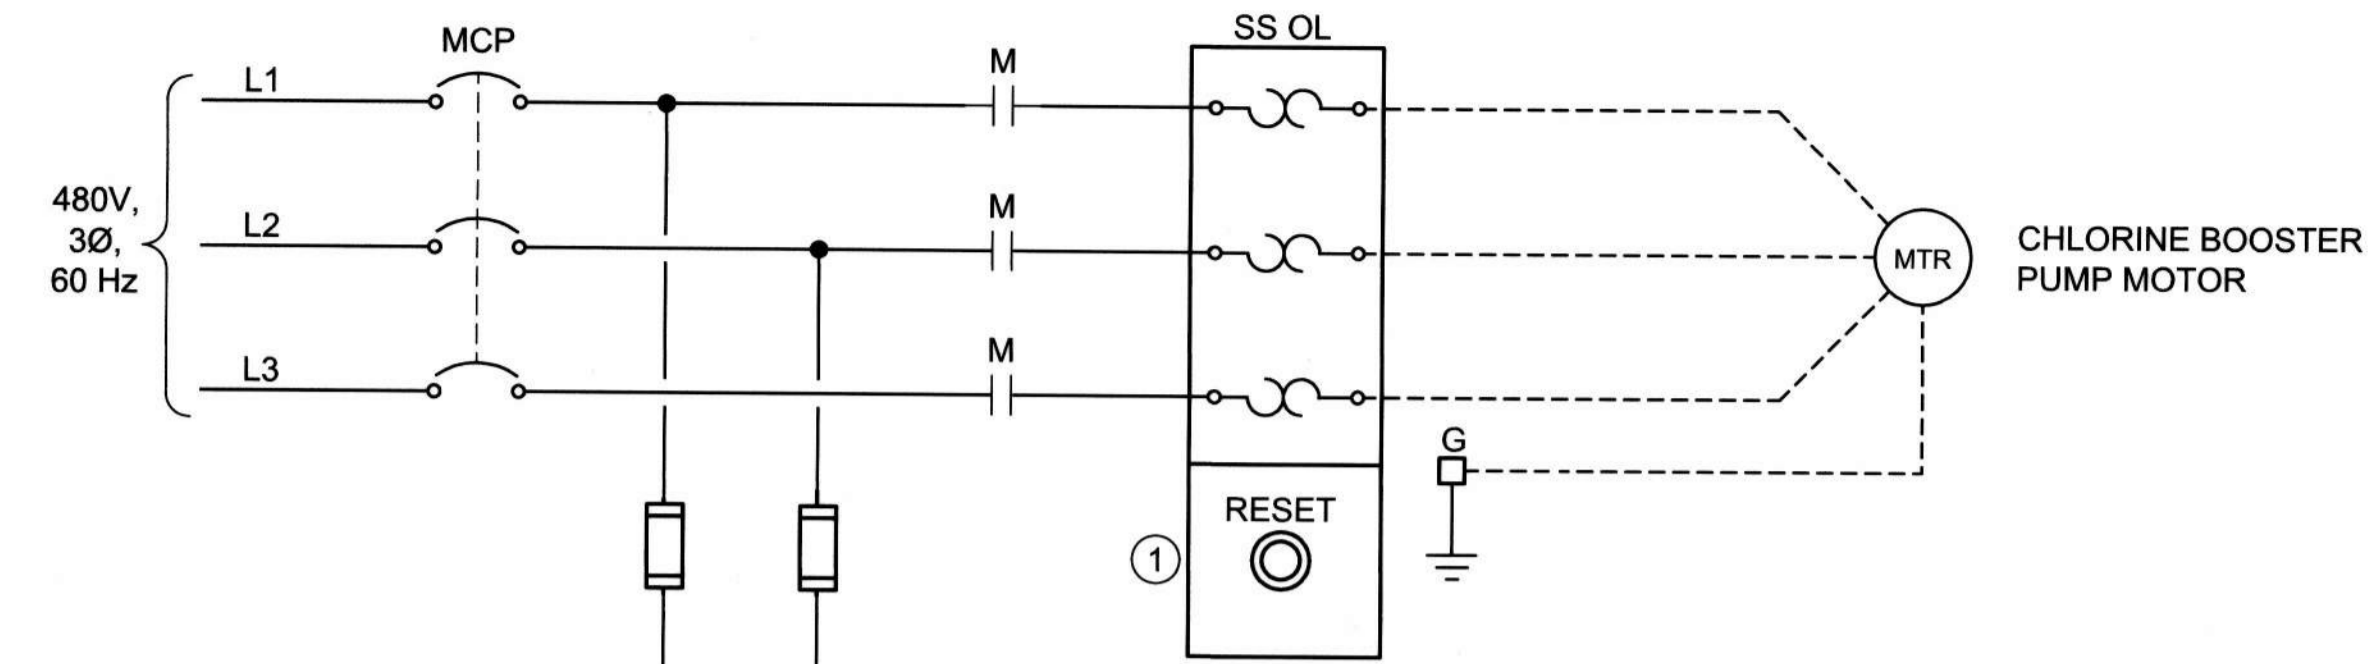 SS OL
MCP
M
L1
480V,
3Ø,
60 Hz
L2
M
CHLORINE BOOSTER
PUMP MOTOR
MTR
L3
M
G
RESET
1